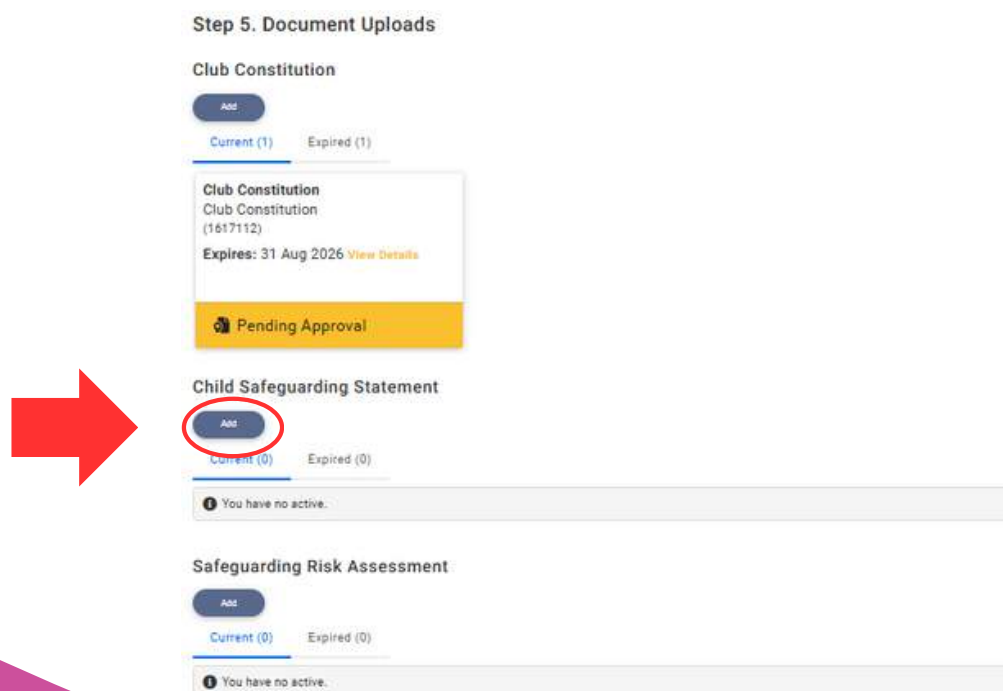 Step 5. Document Uploads
Club Constitution
Add
Current (1) Expired (1)
Club Constitution
Club Constitution
(1617112)
Expires: 31 Aug 2026 View Details
Pending Approval
Child Safeguarding Statement
Add
Current (0) Expired (0)
You have no active.
Safeguarding Risk Assessment
Add
Current (0) Expired (0)
You have no active.